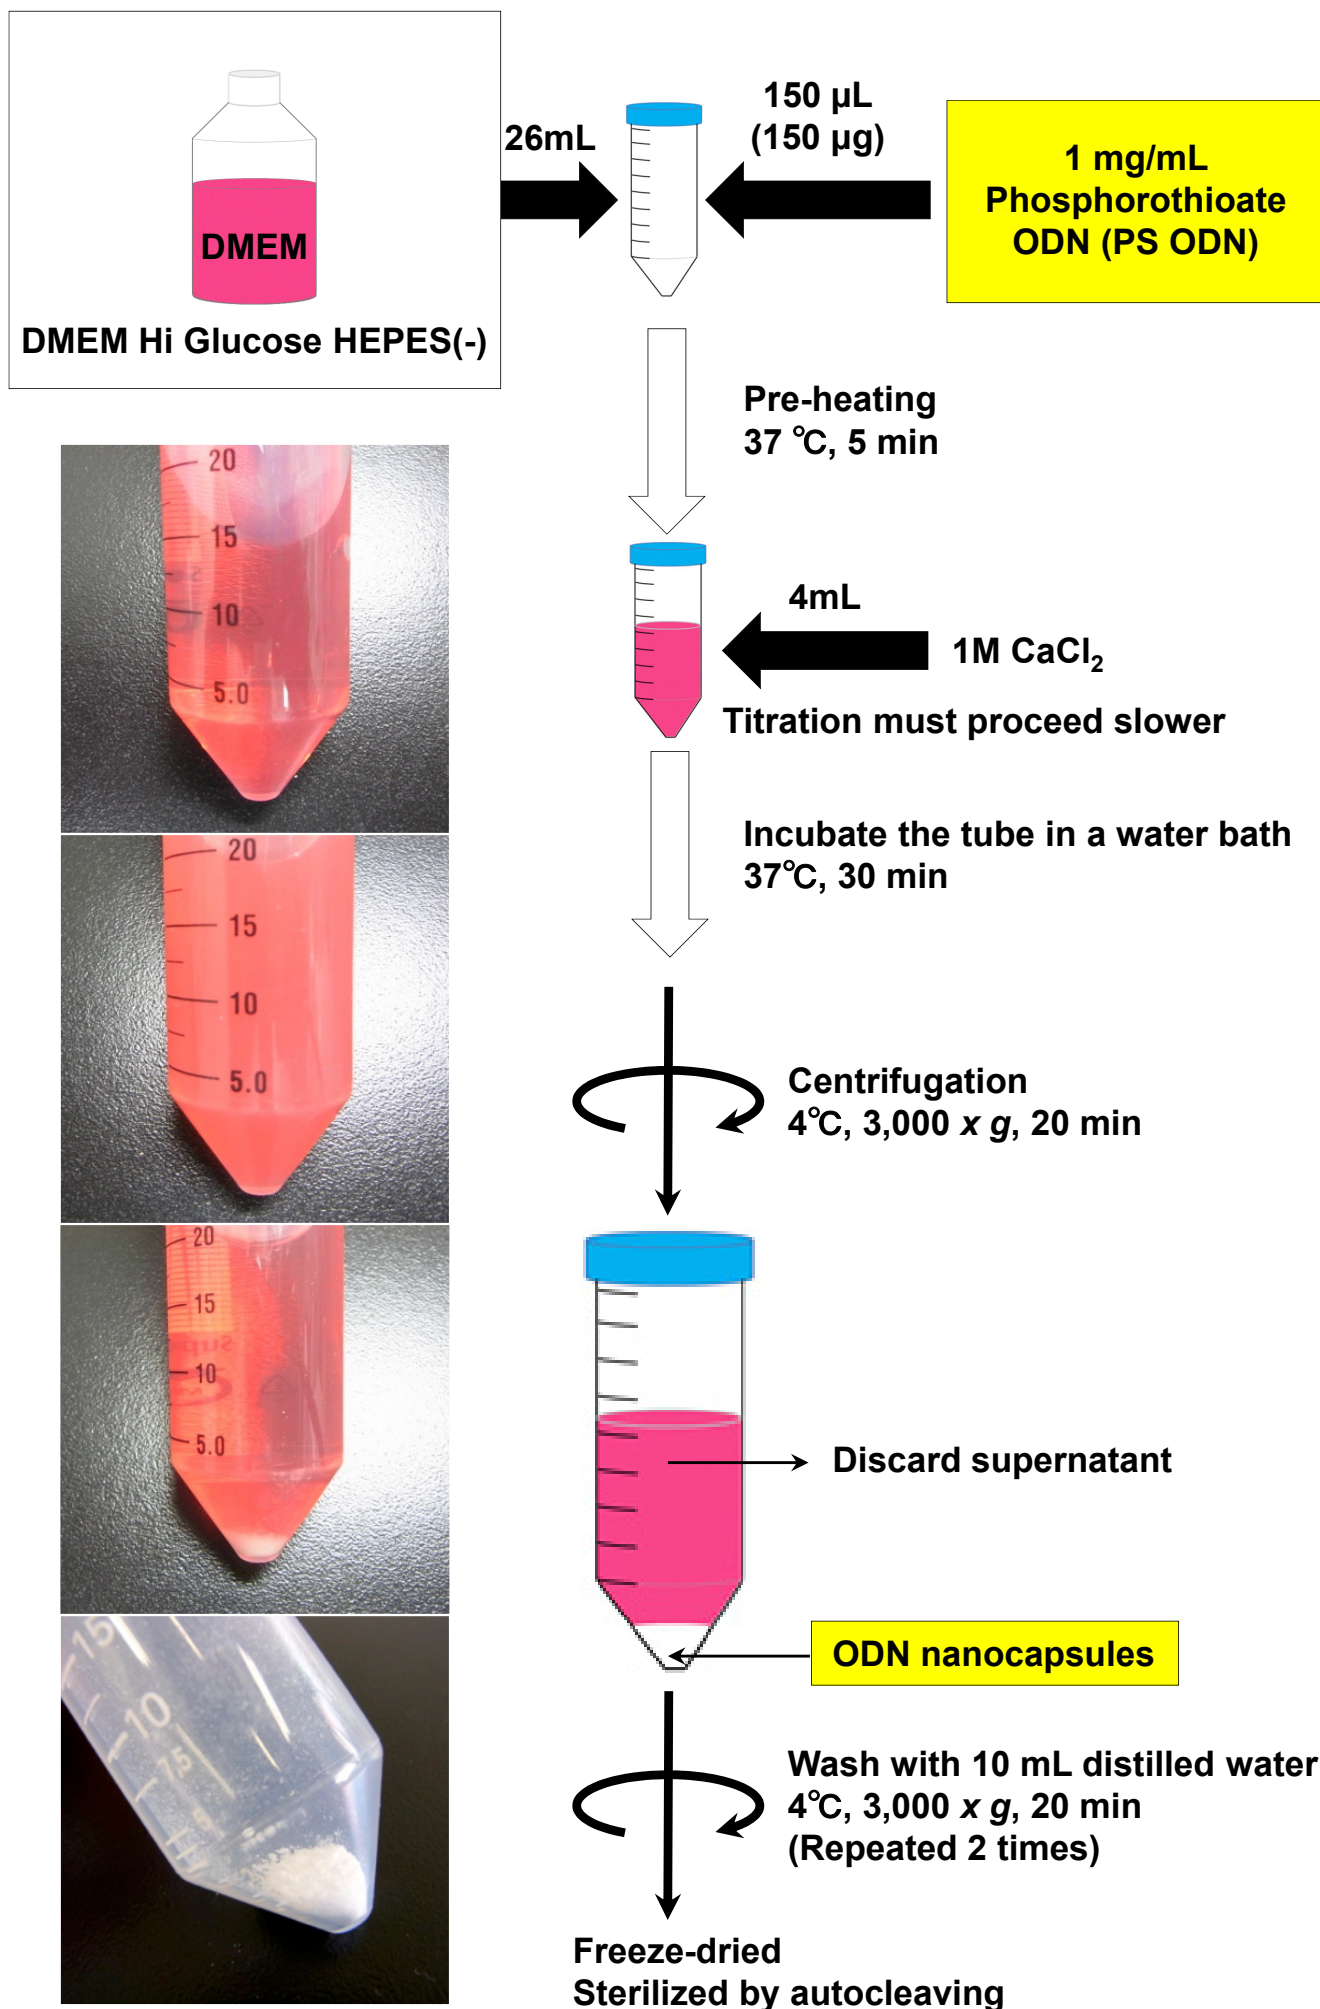 DMEM
DMEM Hi Glucose HEPES(-)
26mL
150 µL
(150 µg)
1 mg/mL
Phosphorothioate
ODN (PS ODN)
Pre-heating
37 ℃, 5 min
4mL
1M CaCl₂
Titration must proceed slower
Incubate the tube in a water bath
37℃, 30 min
Centrifugation
4℃, 3,000 x g, 20 min
Discard supernatant
ODN nanocapsules
Wash with 10 mL distilled water
4℃, 3,000 x g, 20 min
(Repeated 2 times)
Freeze-dried
Sterilized by autocleaving
20
15
10
5.0
20
15
10
5.0
20
15
10
5.0
15
10
7.5